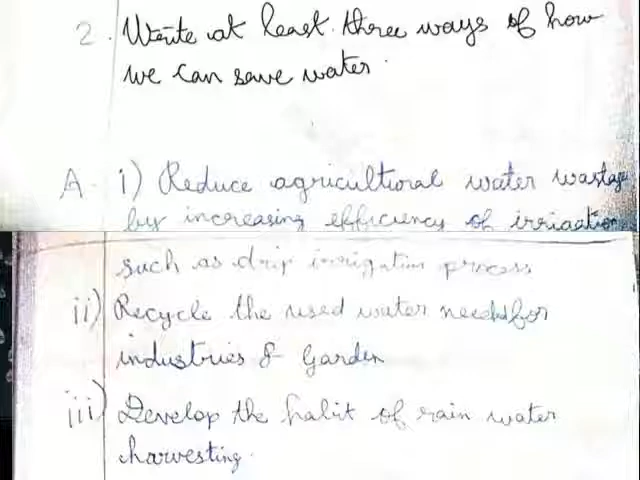 2. Write at least three ways of how
we can save water.
A. i) Reduce agricultural water wastage
by increasing efficiency of irrigation
such as drip irrigation process
ii) Recycle the used water needs for
industries & Garden
iii) Develop the habit of rain water
harvesting.